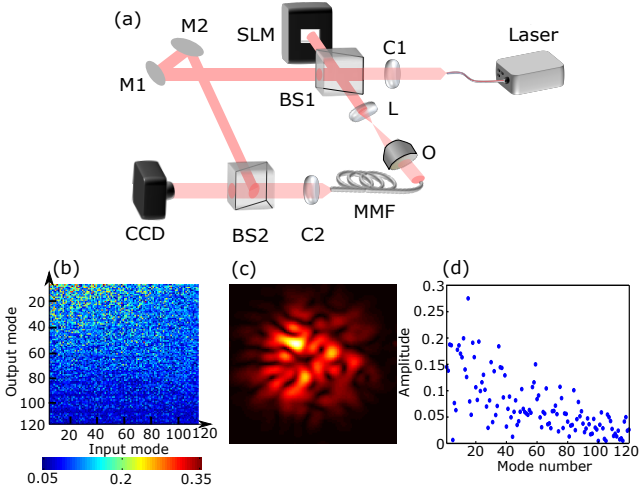 (a)
M2
SLM
C1
Laser
M1
BS1
L
O
MMF
CCD
BS2
C2
(b)
Output mode
20
40
60
80
100
120
20 40 60 80 100 120
Input mode
0.05 0.2 0.35
(c)
(d)
Amplitude
0.3
0.25
0.2
0.15
0.1
0.05
0
20 40 60 80 100 120
Mode number